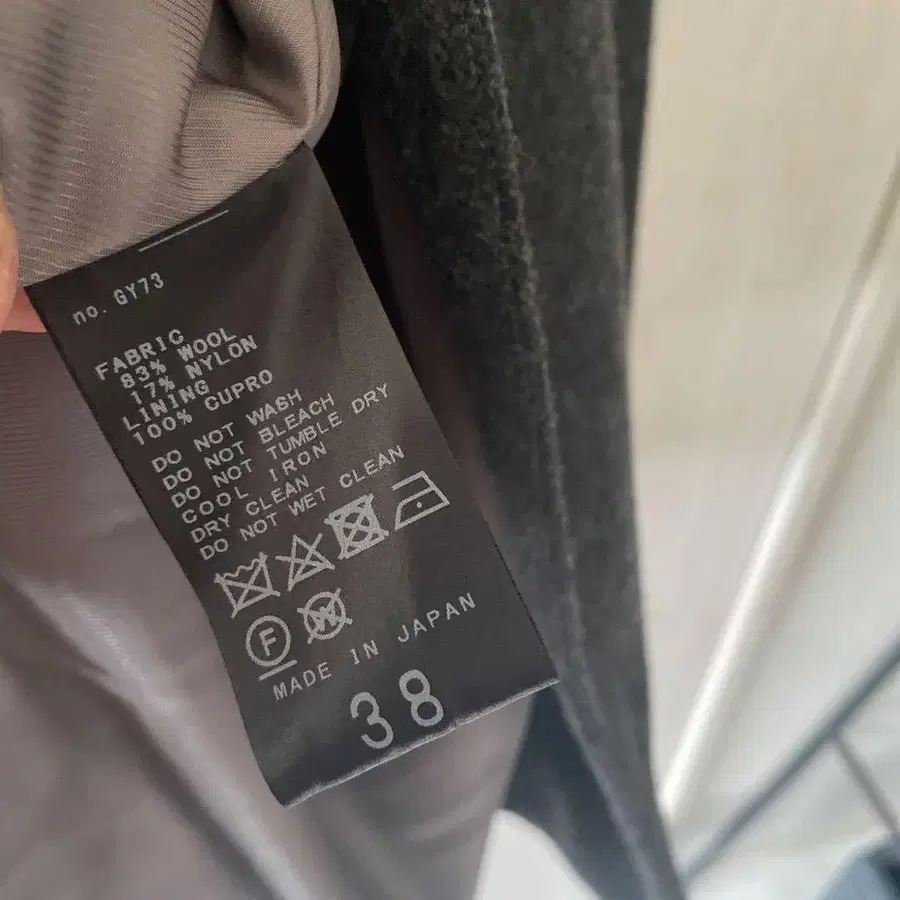 no. GY73
FABRIC
83% WOOL
17% NYLON
LINING
100% CUPRO
DO NOT WASH
DO NOT BLEACH
DO NOT TUMBLE DRY
COOL IRON
DRY CLEAN
DO NOT WET CLEAN
F W
MADE IN JAPAN
38